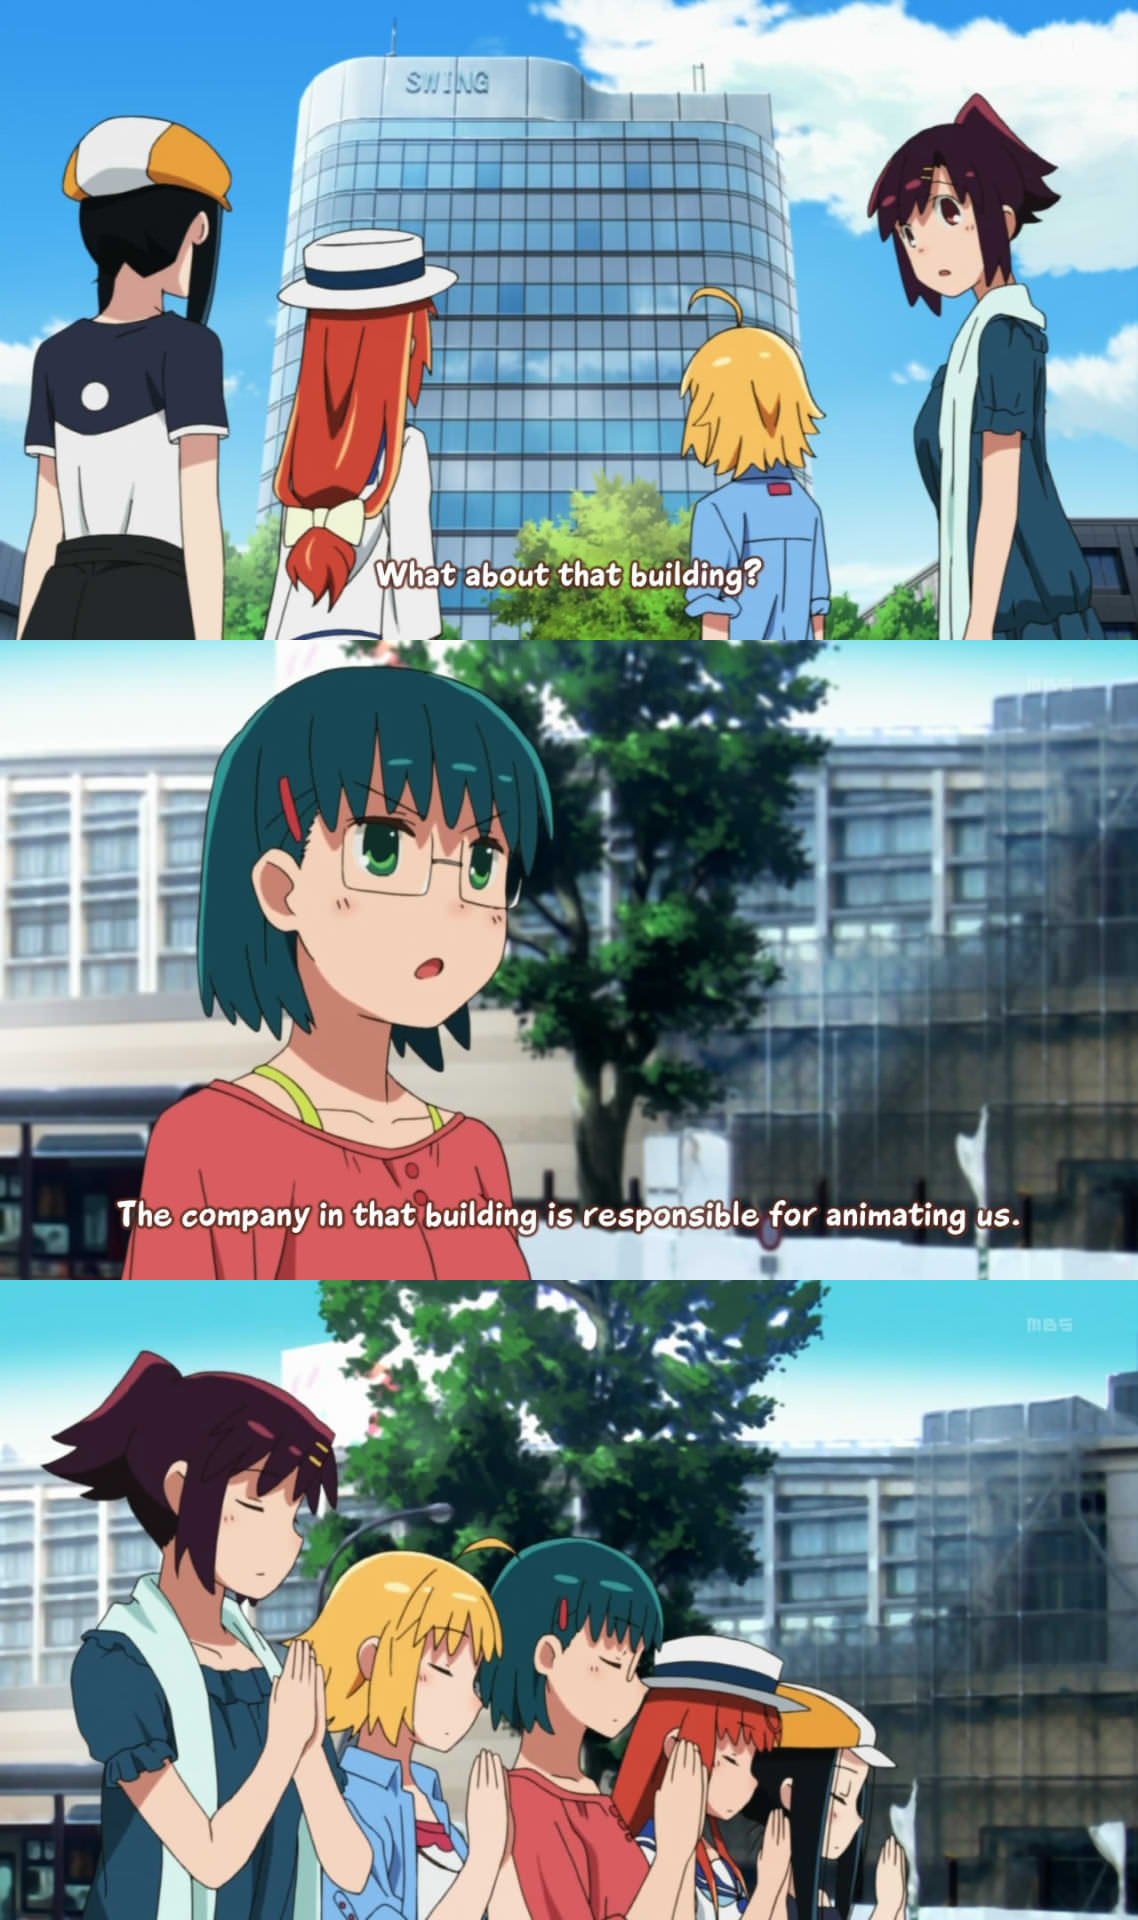 SWING
What about that building?
MBS
The company in that building is responsible for animating us.
MBS